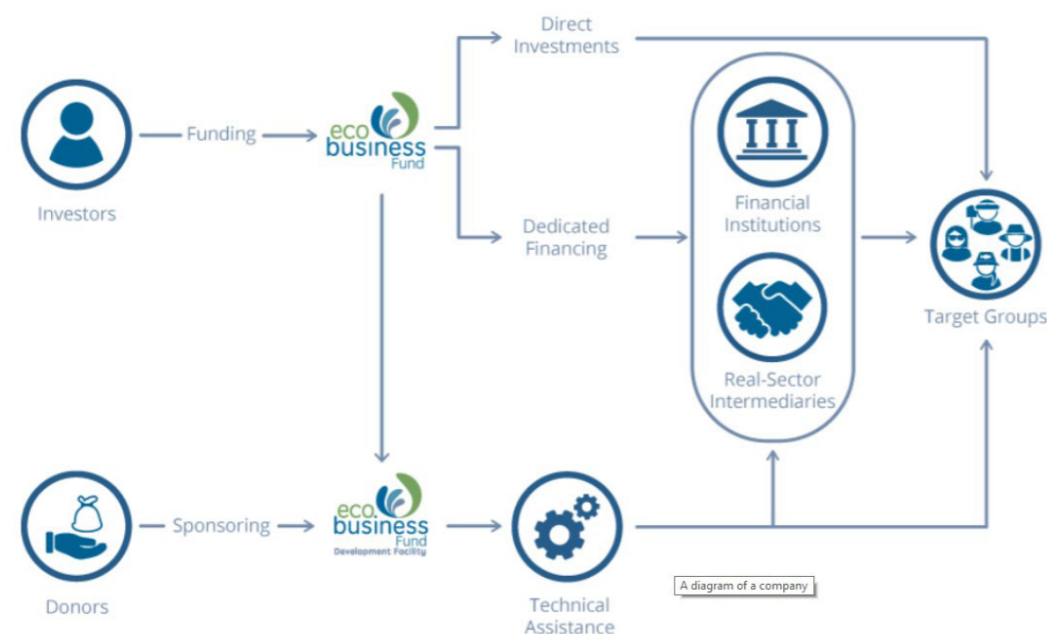 Direct
Investments
Funding
eco
business
Fund
Investors
Financial
Institutions
Dedicated
Financing
Target Groups
Real-Sector
Intermediaries
Sponsoring
eco.
business
Fund
Development Facility
A diagram of a company
Donors
Technical
Assistance